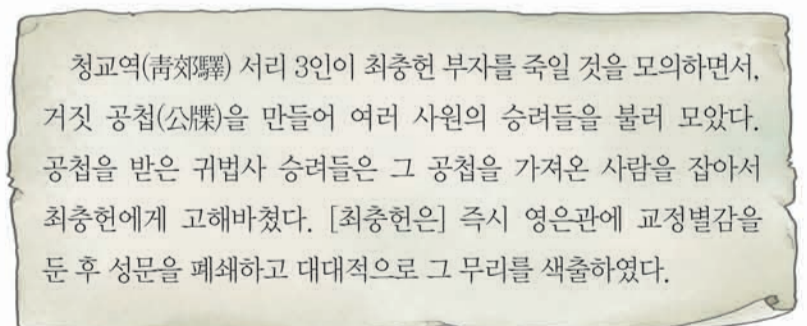 청교역(靑郊驛) 서리 3인이 최충헌 부자를 죽일 것을 모의하면서,
거짓 공첩(公牒)을 만들어 여러 사원의 승려들을 불러 모았다.
공첩을 받은 귀법사 승려들은 그 공첩을 가져온 사람을 잡아서
최충헌에게 고해바쳤다. [최충헌은] 즉시 영은관에 교정별감을
둔 후 성문을 폐쇄하고 대대적으로 그 무리를 색출하였다.